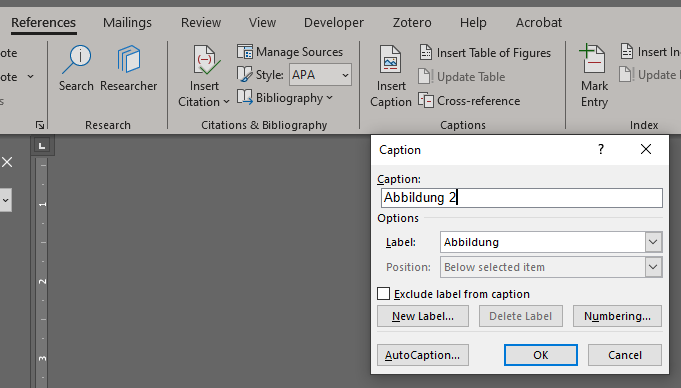 References Mailings Review View Developer Zotero Help Acrobat
ote
ote
s
Search
Researcher
Research
Insert
Citation
Manage Sources
Style: APA
Bibliography
Citations & Bibliography
Insert
Caption
Insert Table of Figures
Update Table
Cross-reference
Captions
Mark
Entry
Insert In
Update
Index
1
2
3
Caption
?
Caption:
Abbildung 2
Options
Label: Abbildung
Position: Below selected item
Exclude label from caption
New Label... Delete Label Numbering...
AutoCaption... OK Cancel